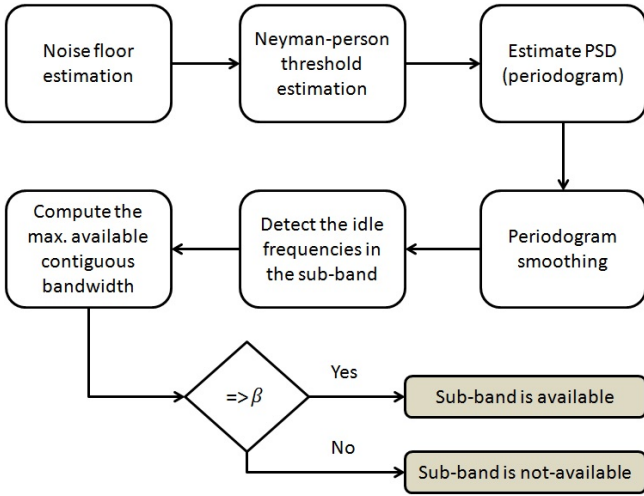 Noise floor
estimation
Neyman-person
threshold
estimation
Estimate PSD
(periodogram)
Compute the
max. available
contiguous
bandwidth
Detect the idle
frequencies in
the sub-band
Periodogram
smoothing
=>β
Yes
Sub-band is available
No
Sub-band is not-available